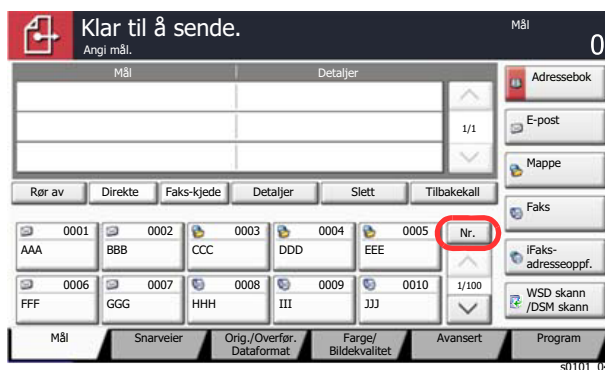 Klar til å sende.
Angi mål.
Mål
0
Mål Detaljer
1/1
Rør av Direkte Faks-kjede Detaljer Slett Tilbakekall
0001 0002 0003 0004 0005 Nr.
AAA BBB CCC DDD EEE
0006 0007 0008 0009 0010 1/100
FFF GGG HHH III JJJ
Adressebok
E-post
Mappe
Faks
iFaks-
adresseoppf.
WSD skann
/DSM skann
Mål Snarveier Orig./Overfør. Farge/ Avansert Program
Dataformat Bildekvalitet